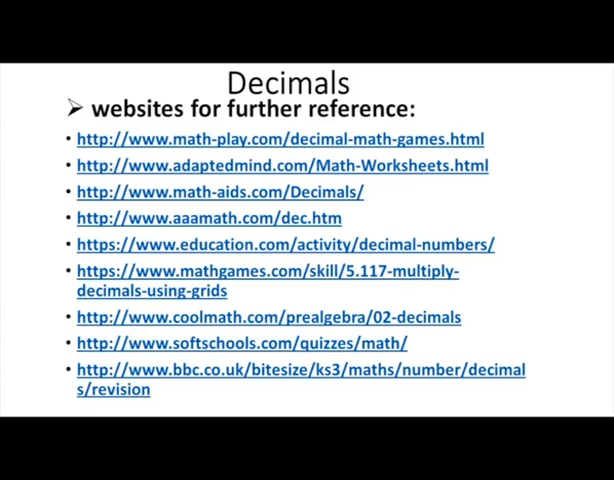 Decimals
➢ websites for further reference:
• http://www.math-play.com/decimal-math-games.html
• http://www.adaptedmind.com/Math-Worksheets.html
• http://www.math-aids.com/Decimals/
• http://www.aaamath.com/dec.htm
• https://www.education.com/activity/decimal-numbers/
• https://www.mathgames.com/skill/5.117-multiply-
decimals-using-grids
• http://www.coolmath.com/prealgebra/02-decimals
• http://www.softschools.com/quizzes/math/
• http://www.bbc.co.uk/bitesize/ks3/maths/number/decimal
s/revision